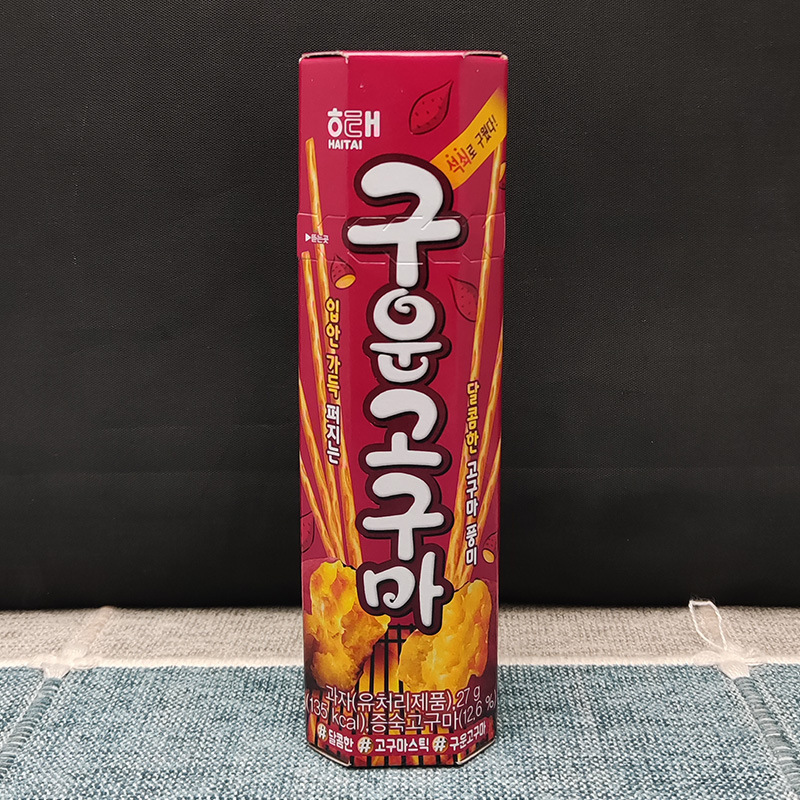 해태
HAITAI
석쇠로 구웠다!
구운고구마
▶뜯는곳
입안 가득 퍼지는
달콤한 고구마 풍미
과자(유처리제품), 27 g
(135 kcal), 증숙고구마(12.6 %)
#달콤한 #고구마스틱 #구운고구마